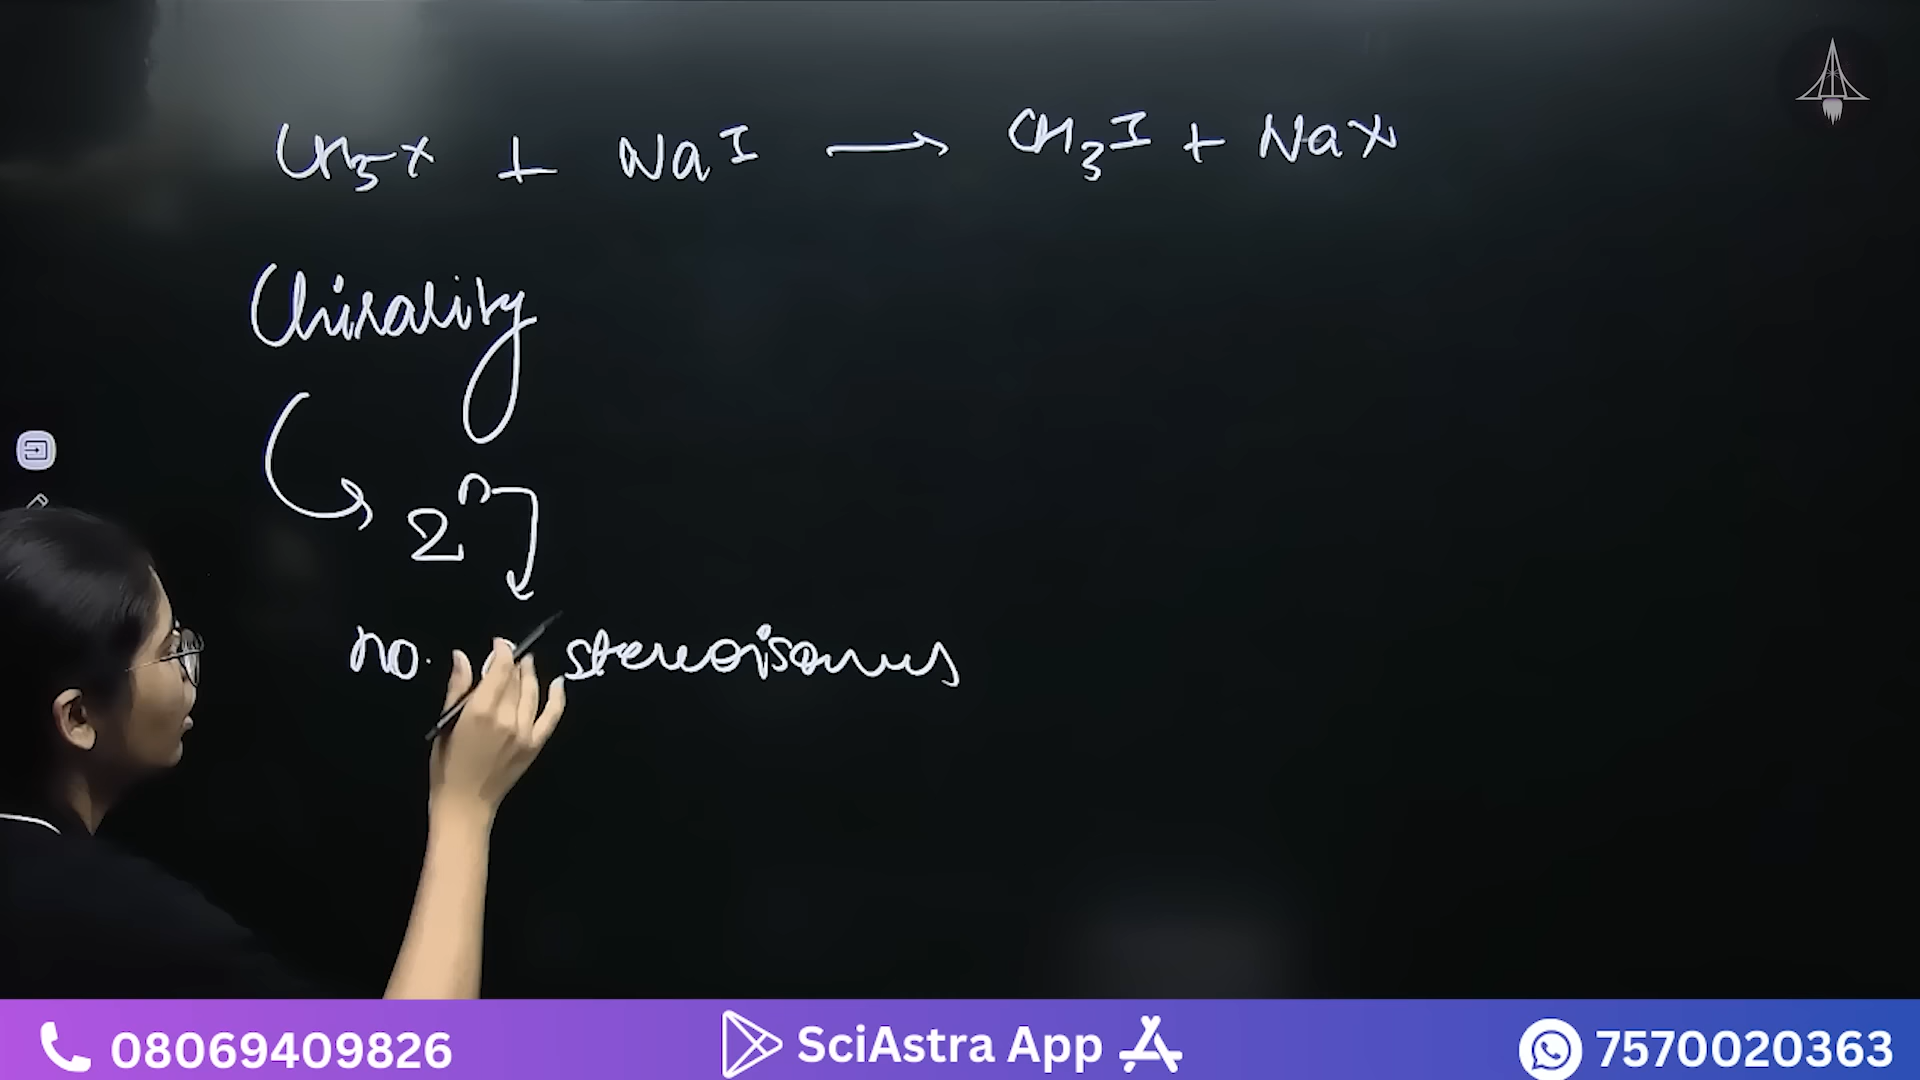 CH₃X + NaI → CH₃I + NaX
Chirality
2ⁿ
no. stereoisomers
08069409826
SciAstra App
7570020363